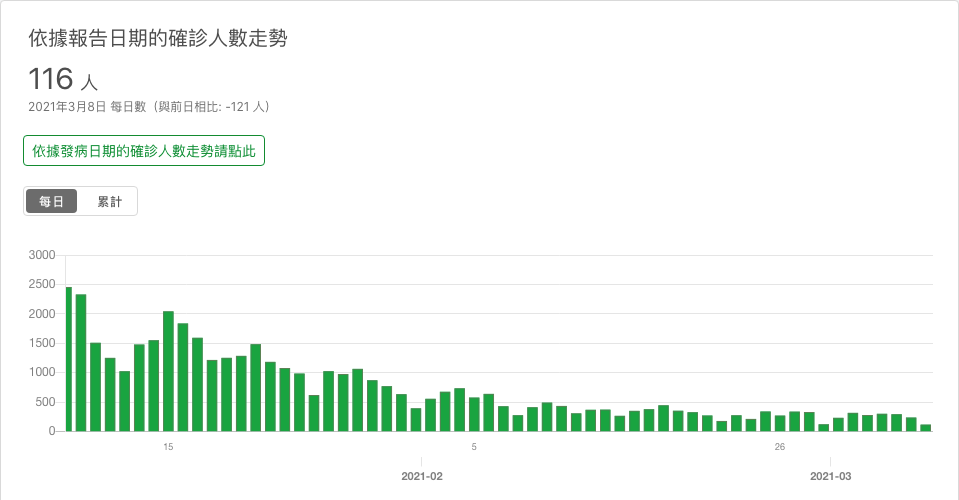 依據報告日期的確診人數走勢
116 人
2021年3月8日 每日數（與前日相比: -121 人）
依據發病日期的確診人數走勢請點此
每日 累計
3000
2500
2000
1500
1000
500
0
15 5 26
2021-02 2021-03